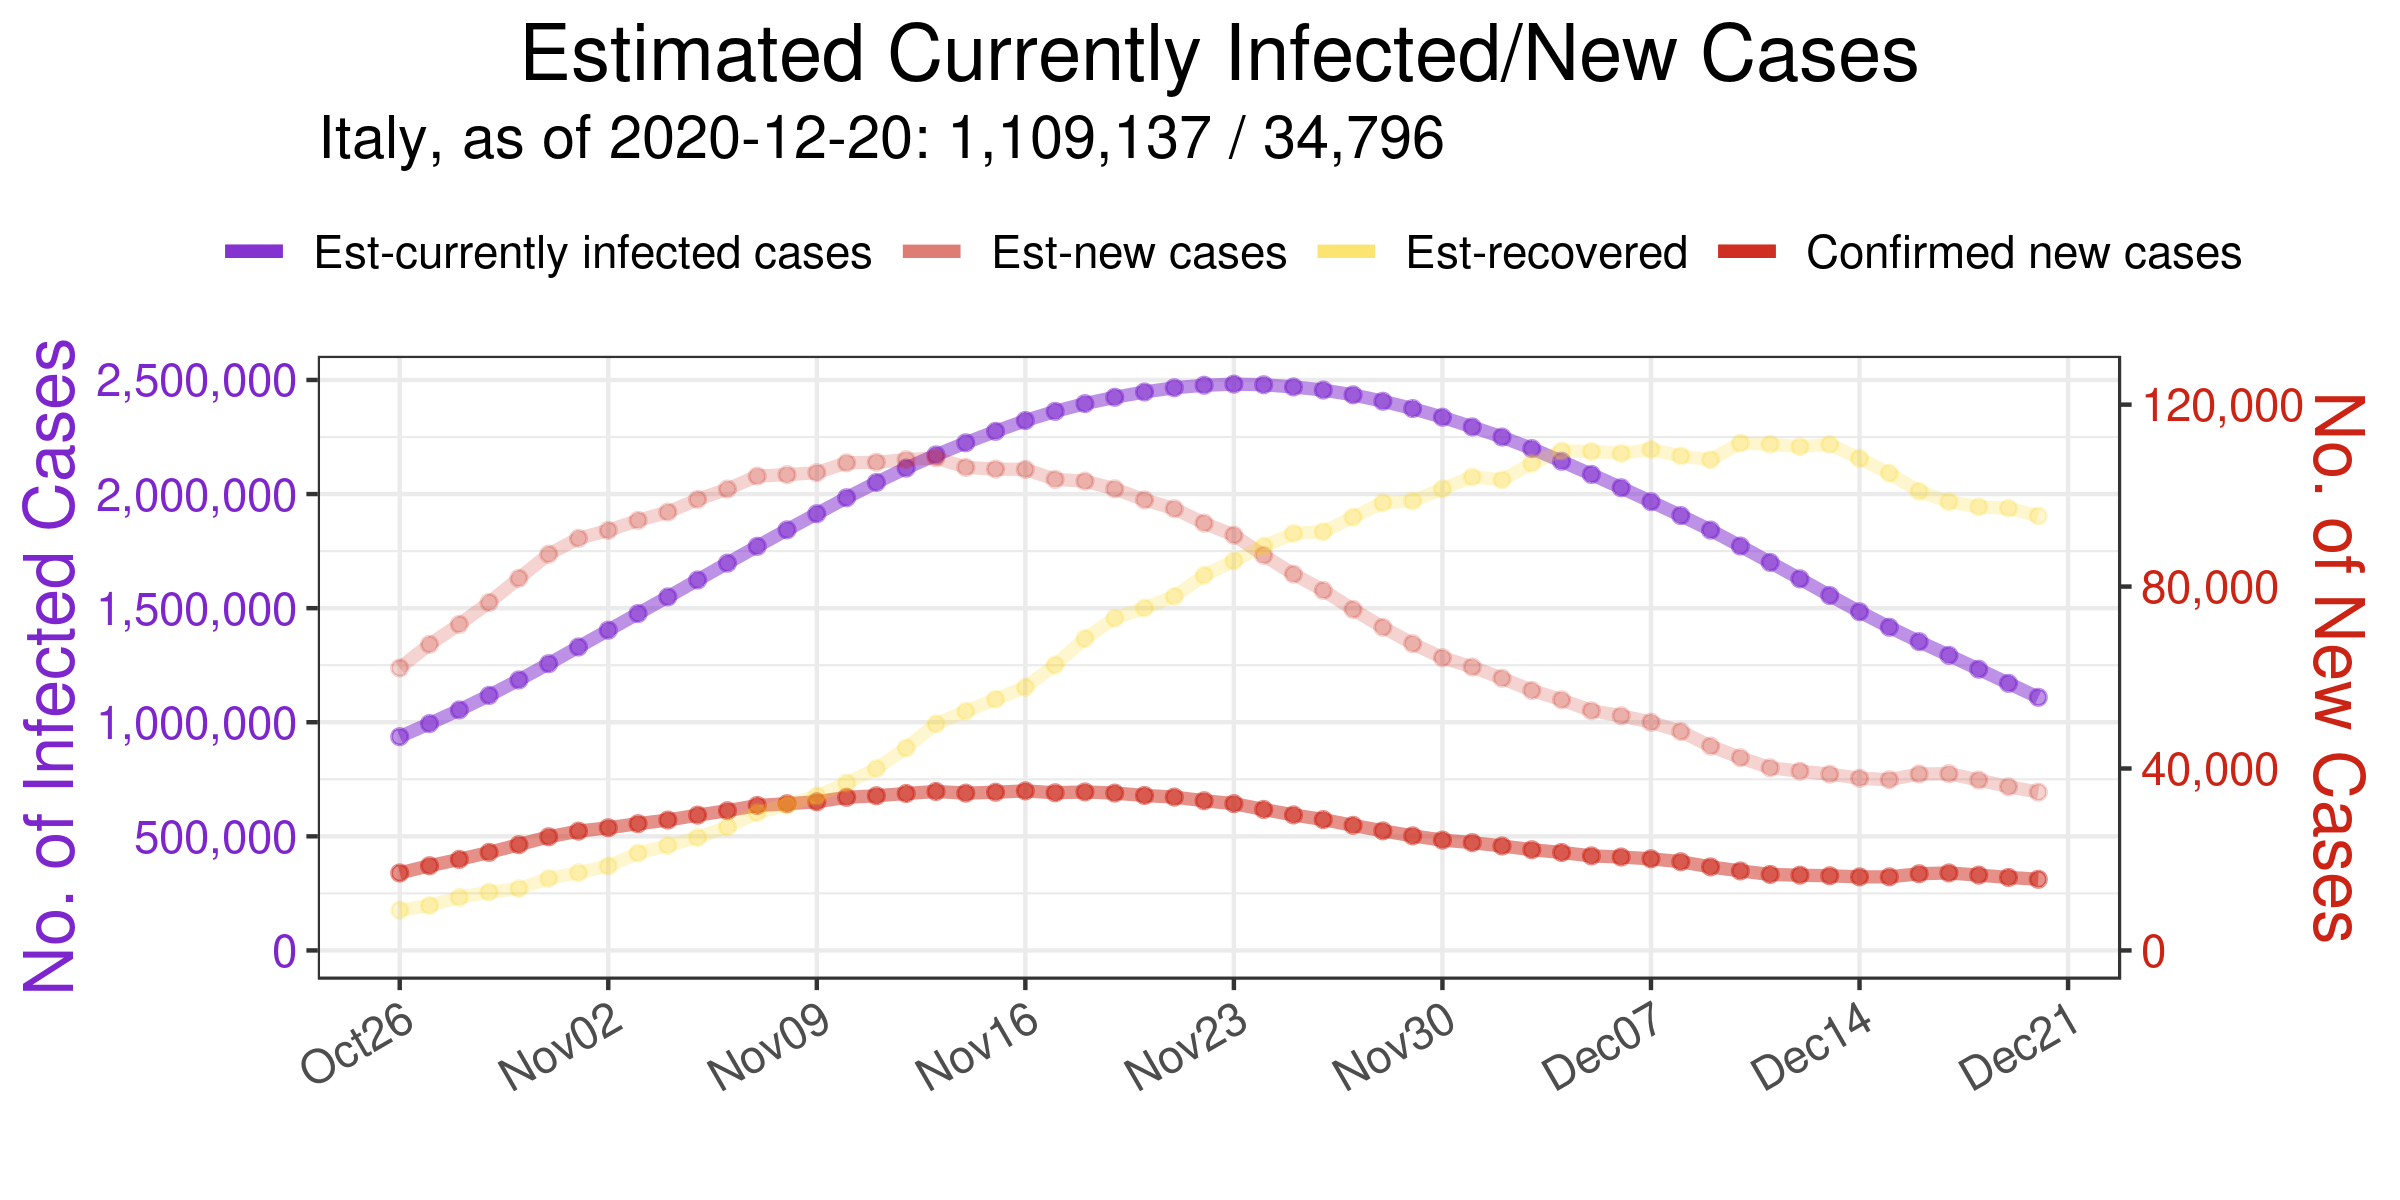 Estimated Currently Infected/New Cases
Italy, as of 2020-12-20: 1,109,137 / 34,796
Est-currently infected cases Est-new cases Est-recovered Confirmed new cases
No. of Infected Cases
2,500,000
2,000,000
1,500,000
1,000,000
500,000
0
120,000
80,000
40,000
0
No. of New Cases
Oct26 Nov02 Nov09 Nov16 Nov23 Nov30 Dec07 Dec14 Dec21